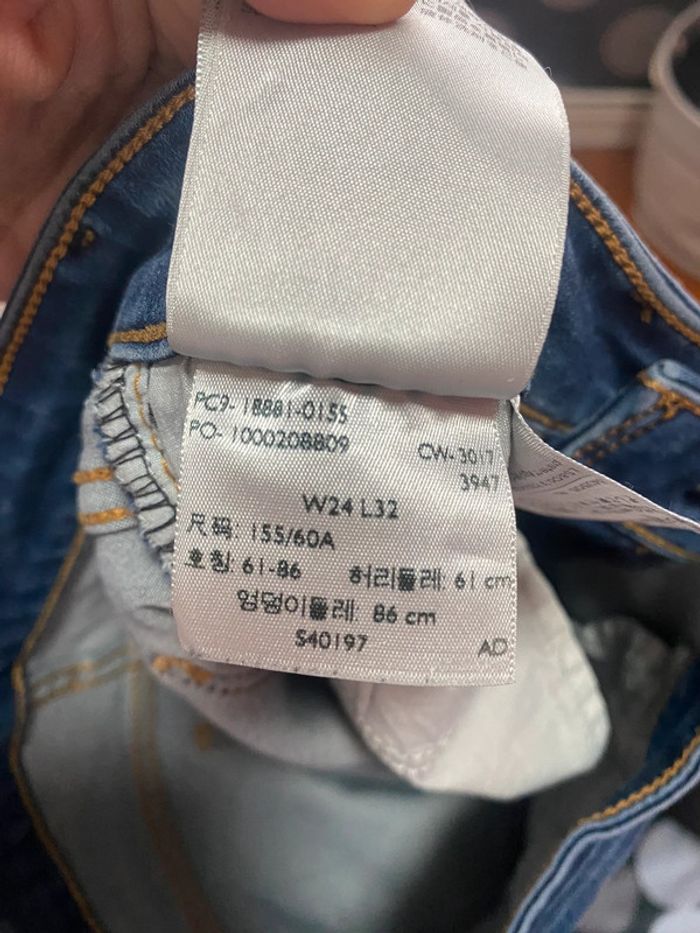 PC9-18881-0155
PO-1000208809
CW-3017
3947
W24 L32
尺码: 155/60A
호칭: 61-86 허리둘레: 61 cm
엉덩이둘레: 86 cm
S40197 AD